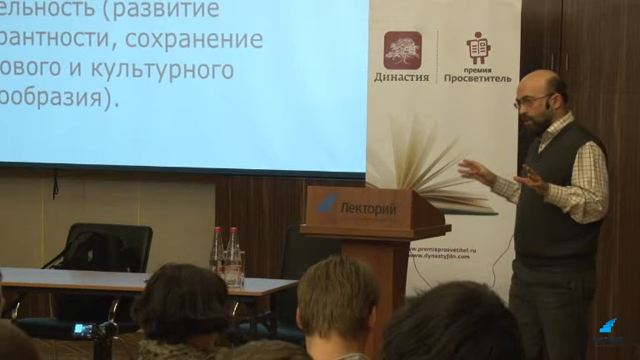 ельность (развитие
рантности, сохранение
ового и культурного
ообразия).
Династия
премия
Просветитель
Лекторий
www.premiaprosvetitel.ru
www.dynastyfdn.com